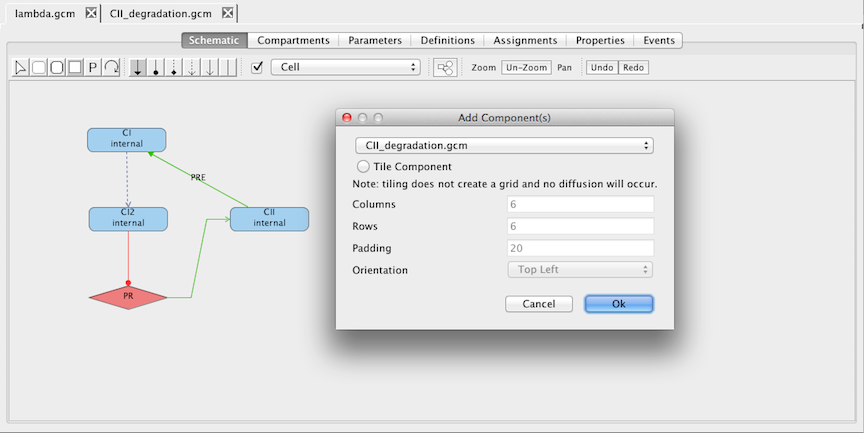 lambda.gcm CII_degradation.gcm
Schematic Compartments Parameters Definitions Assignments Properties Events
P Cell Zoom Un-Zoom Pan Undo Redo
Add Component(s)
CII_degradation.gcm
Tile Component
Note: tiling does not create a grid and no diffusion will occur.
Columns 6
Rows 6
Padding 20
Orientation Top Left
Cancel Ok
CI
internal
PRE
CI2
internal
CII
internal
PR